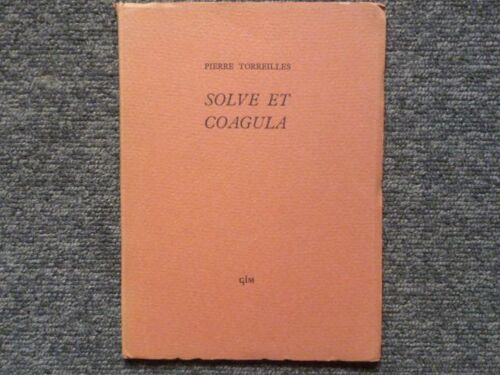 PIERRE TORREILLES
SOLVE ET
COAGULA
GLM